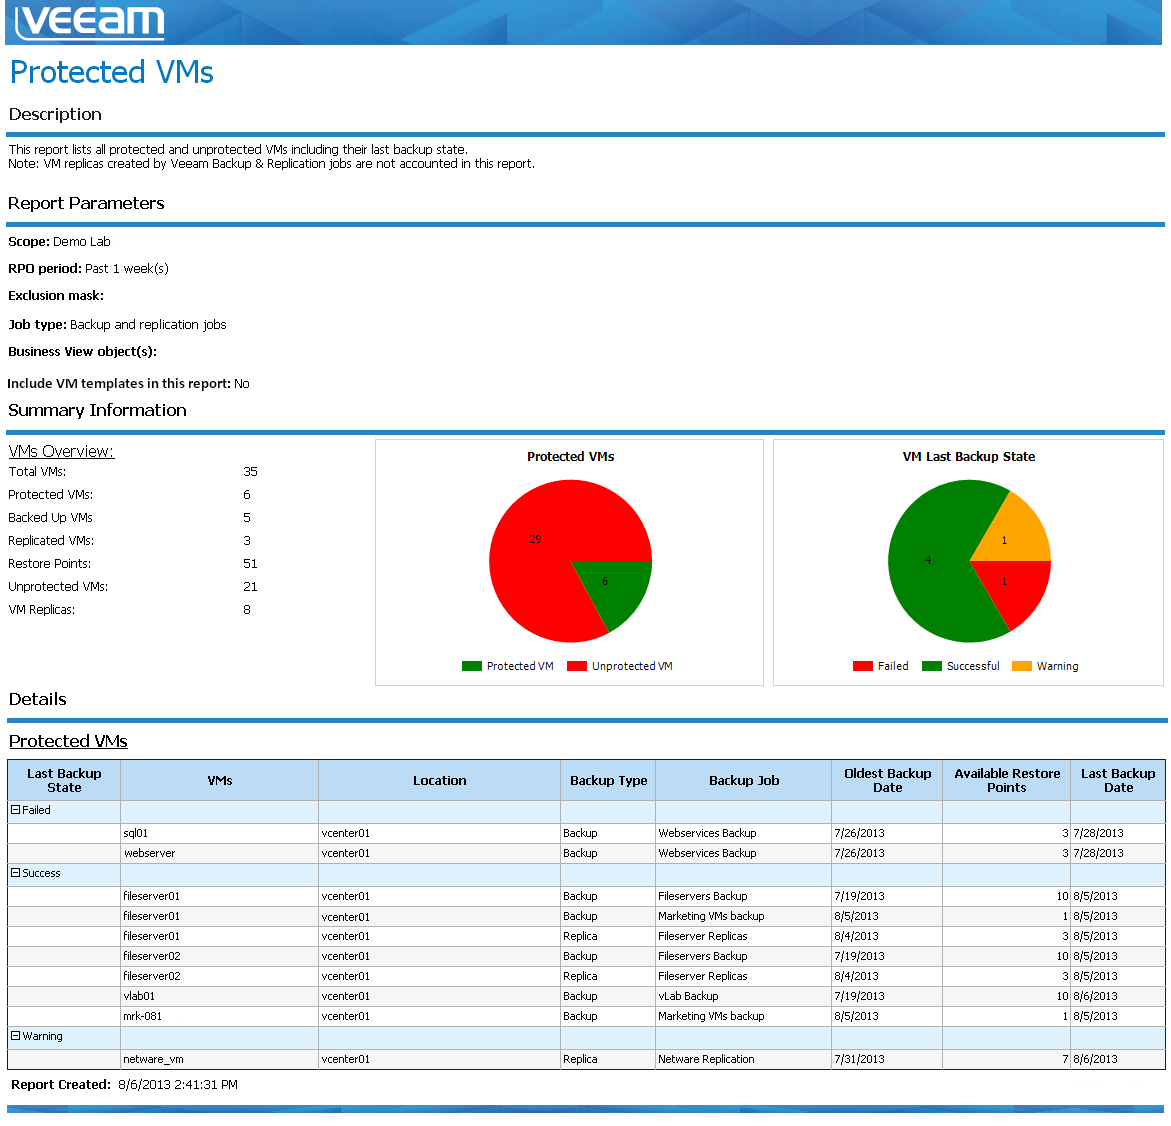 veeam
Protected VMs
Description
This report lists all protected and unprotected VMs including their last backup state.
Note: VM replicas created by Veeam Backup & Replication jobs are not accounted in this report.
Report Parameters
Scope: Demo Lab
RPO period: Past 1 week(s)
Exclusion mask:
Job type: Backup and replication jobs
Business View object(s):
Include VM templates in this report: No
Summary Information
VMs Overview:
Total VMs: 35
Protected VMs: 6
Backed Up VMs 5
Replicated VMs: 3
Restore Points: 51
Unprotected VMs: 21
VM Replicas: 8
Protected VMs
29
6
Protected VM Unprotected VM
VM Last Backup State
1
4
1
Failed Successful Warning
Details
Protected VMs
Last Backup State VMs Location Backup Type Backup Job Oldest Backup Date Available Restore Points Last Backup Date
Failed
sql01 vcenter01 Backup Webservices Backup 7/26/2013 3 7/28/2013
webserver vcenter01 Backup Webservices Backup 7/26/2013 3 7/28/2013
Success
fileserver01 vcenter01 Backup Fileservers Backup 7/19/2013 10 8/5/2013
fileserver01 vcenter01 Backup Marketing VMs backup 8/5/2013 1 8/5/2013
fileserver01 vcenter01 Replica Fileserver Replicas 8/4/2013 3 8/5/2013
fileserver02 vcenter01 Backup Fileservers Backup 7/19/2013 10 8/5/2013
fileserver02 vcenter01 Replica Fileserver Replicas 8/4/2013 3 8/5/2013
vlab01 vcenter01 Backup vLab Backup 7/19/2013 10 8/6/2013
mrk-081 vcenter01 Backup Marketing VMs backup 8/5/2013 1 8/5/2013
Warning
netware_vm vcenter01 Replica Netware Replication 7/31/2013 7 8/6/2013
Report Created: 8/6/2013 2:41:31 PM